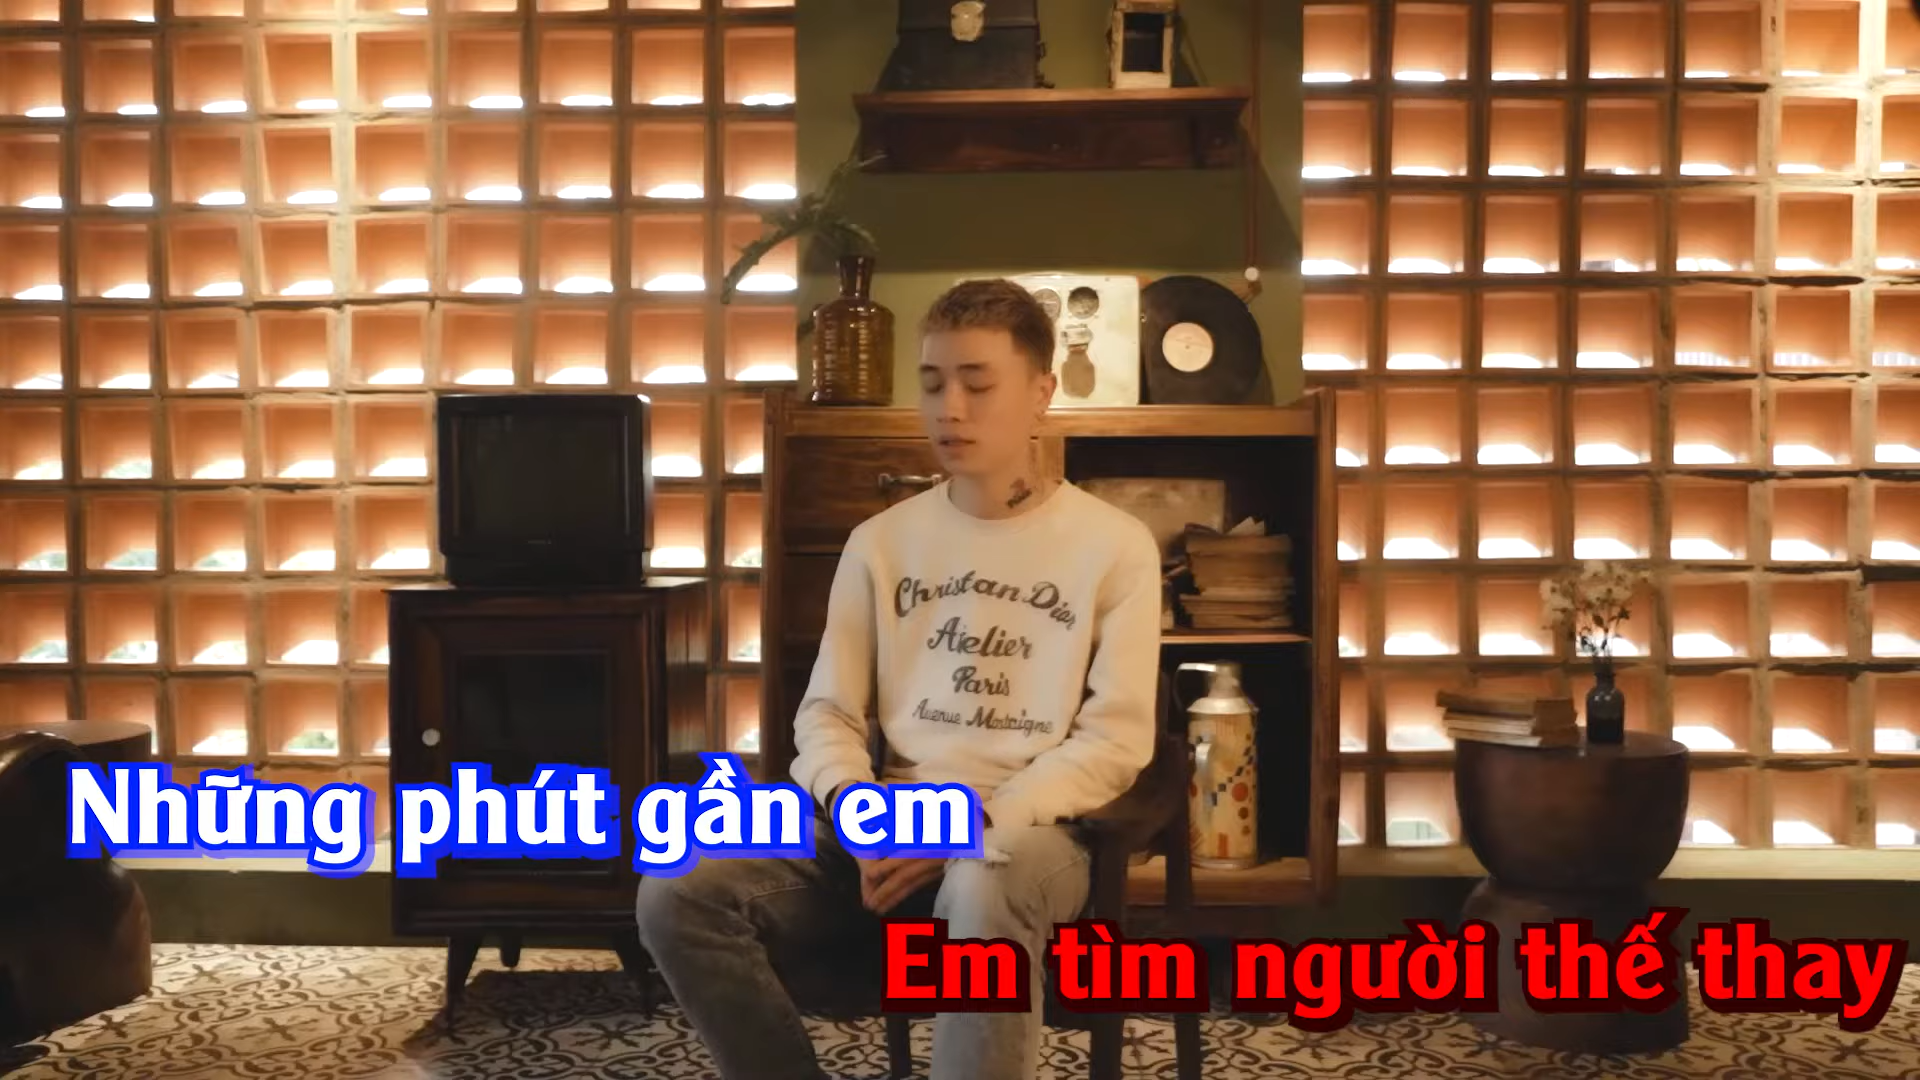 Christian Dior
Atelier
Paris
Avenue Montaigne
Những phút gần em
Em tìm người thế thay